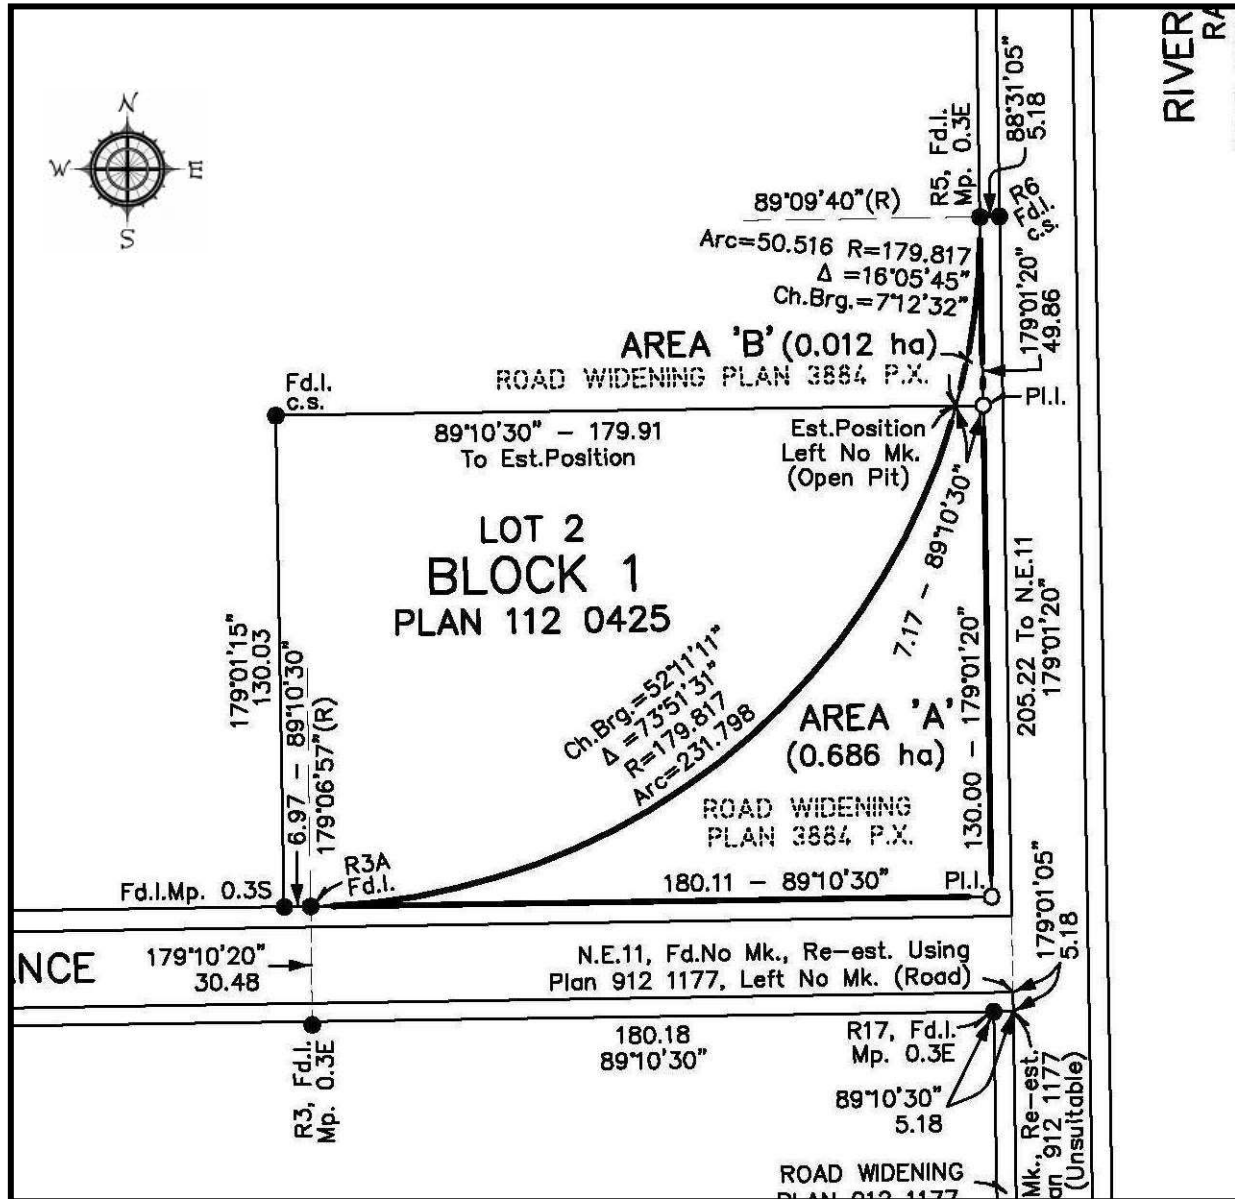 RIVER
RA
N
W E
S
R5, Fd.I.
Mp. 0.3E
88°31'05"
5.18
R6
Fd.I.
c.s.
89°09'40"(R)
Arc=50.516 R=179.817
Δ =16°05'45"
Ch.Brg.=7°12'32"
179°01'20"
49.86
AREA 'B' (0.012 ha)
ROAD WIDENING PLAN 3884 P.X.
Fd.I.
c.s.
Pl.I.
89°10'30" – 179.91
To Est.Position
Est.Position
Left No Mk.
(Open Pit)
7.17 – 89°10'30"
LOT 2
BLOCK 1
PLAN 112 0425
205.22 To N.E.11
179°01'20"
179°01'15"
130.03
6.97 – 89°10'30"
179°06'57"(R)
Ch.Brg.=52°11'11"
Δ =73°51'31"
R=179.817
Arc=231.798
AREA 'A'
(0.686 ha)
130.00 – 179°01'20"
ROAD WIDENING
PLAN 3884 P.X.
R3A
Fd.I.
Fd.I.Mp. 0.3S
180.11 – 89°10'30"
Pl.I.
179°01'05"
5.18
NCE
179°10'20"
30.48
N.E.11, Fd.No Mk., Re-est. Using
Plan 912 1177, Left No Mk. (Road)
R3, Fd.I.
Mp. 0.3E
180.18
89°10'30"
R17, Fd.I.
Mp. 0.3E
89°10'30"
5.18
Mk., Re-est.
an 912 1177
(Unsuitable)
ROAD WIDENING
PLAN 912 1177